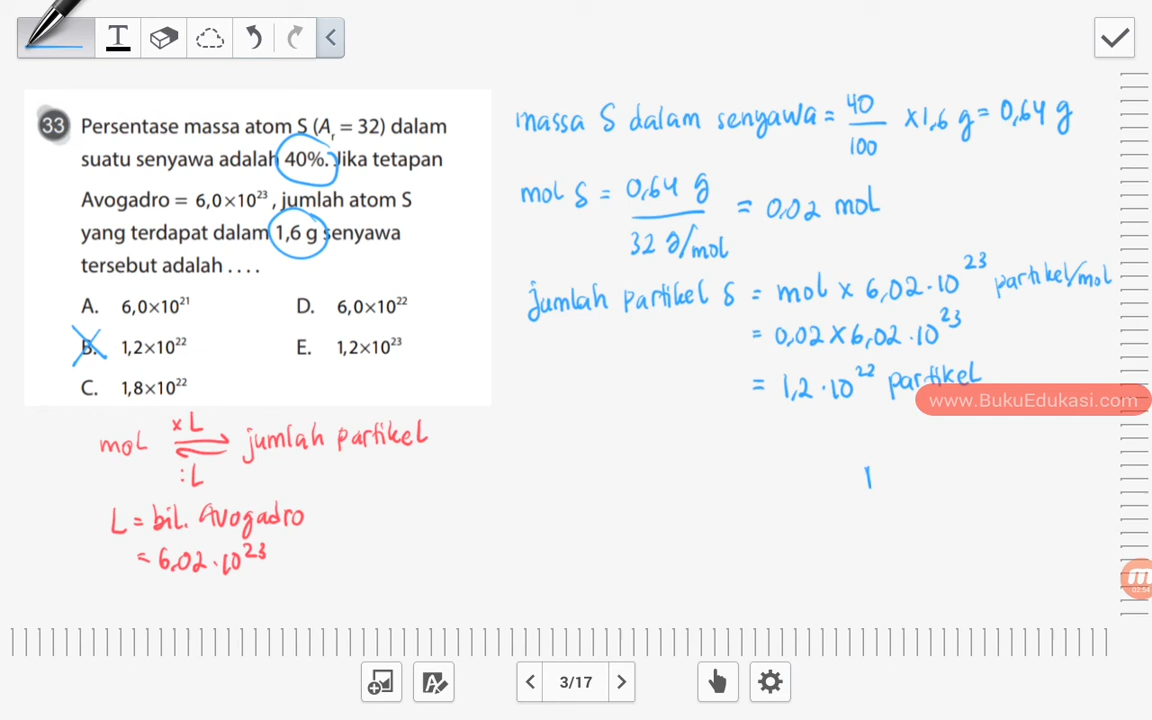 T
33 Persentase massa atom S (Ar = 32) dalam
suatu senyawa adalah 40%. Jika tetapan
Avogadro = 6,0×10²³, jumlah atom S
yang terdapat dalam 1,6 g senyawa
tersebut adalah . . . .
A. 6,0×10²¹ D. 6,0×10²²
B. 1,2×10²² E. 1,2×10²³
C. 1,8×10²²
mol ×L :L jumlah partikel
L = bil. Avogadro
= 6,02 · 10²³
massa S dalam senyawa = 40/100 × 1,6 g = 0,64 g
mol S = 0,64 g / 32 g/mol = 0,02 mol
jumlah partikel S = mol × 6,02 · 10²³ partikel/mol
= 0,02 × 6,02 · 10²³
= 1,2 · 10²² partikel
www.BukuEdukasi.com
02:54
3/17